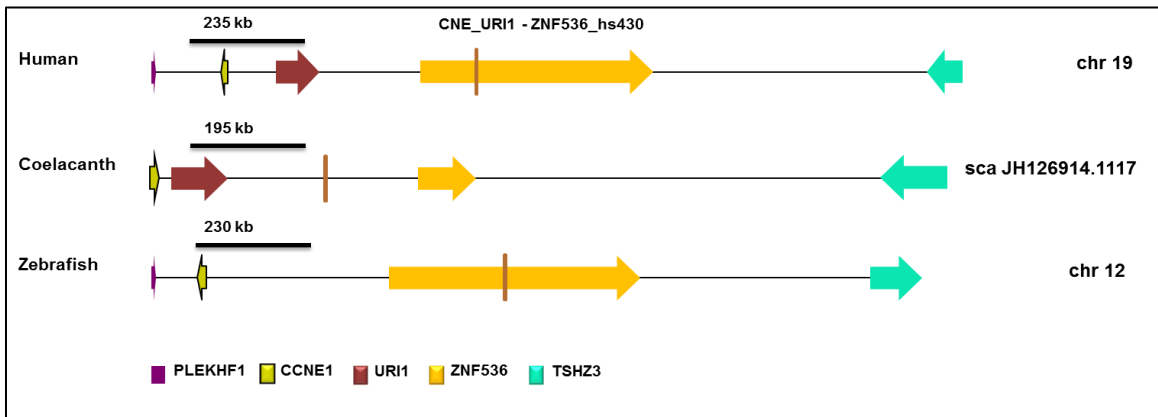 235 kb
CNE_URI1 - ZNF536_hs430
Human
chr 19
195 kb
Coelacanth
sca JH126914.1117
230 kb
Zebrafish
chr 12
PLEKHF1 CCNE1 URI1 ZNF536 TSHZ3